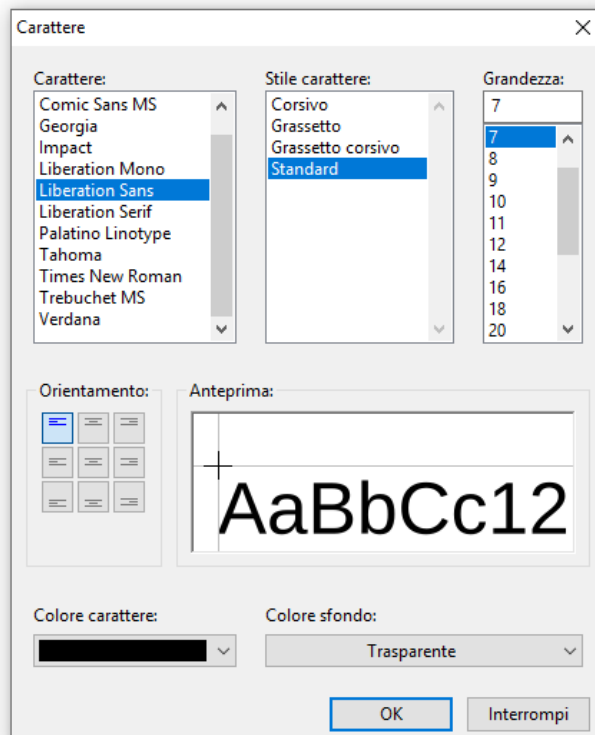 Carattere
Carattere:
Comic Sans MS
Georgia
Impact
Liberation Mono
Liberation Sans
Liberation Serif
Palatino Linotype
Tahoma
Times New Roman
Trebuchet MS
Verdana
Stile carattere:
Corsivo
Grassetto
Grassetto corsivo
Standard
Grandezza:
7
7
8
9
10
11
12
14
16
18
20
Orientamento:
Anteprima:
AaBbCc12
Colore carattere:
Colore sfondo:
Trasparente
OK
Interrompi